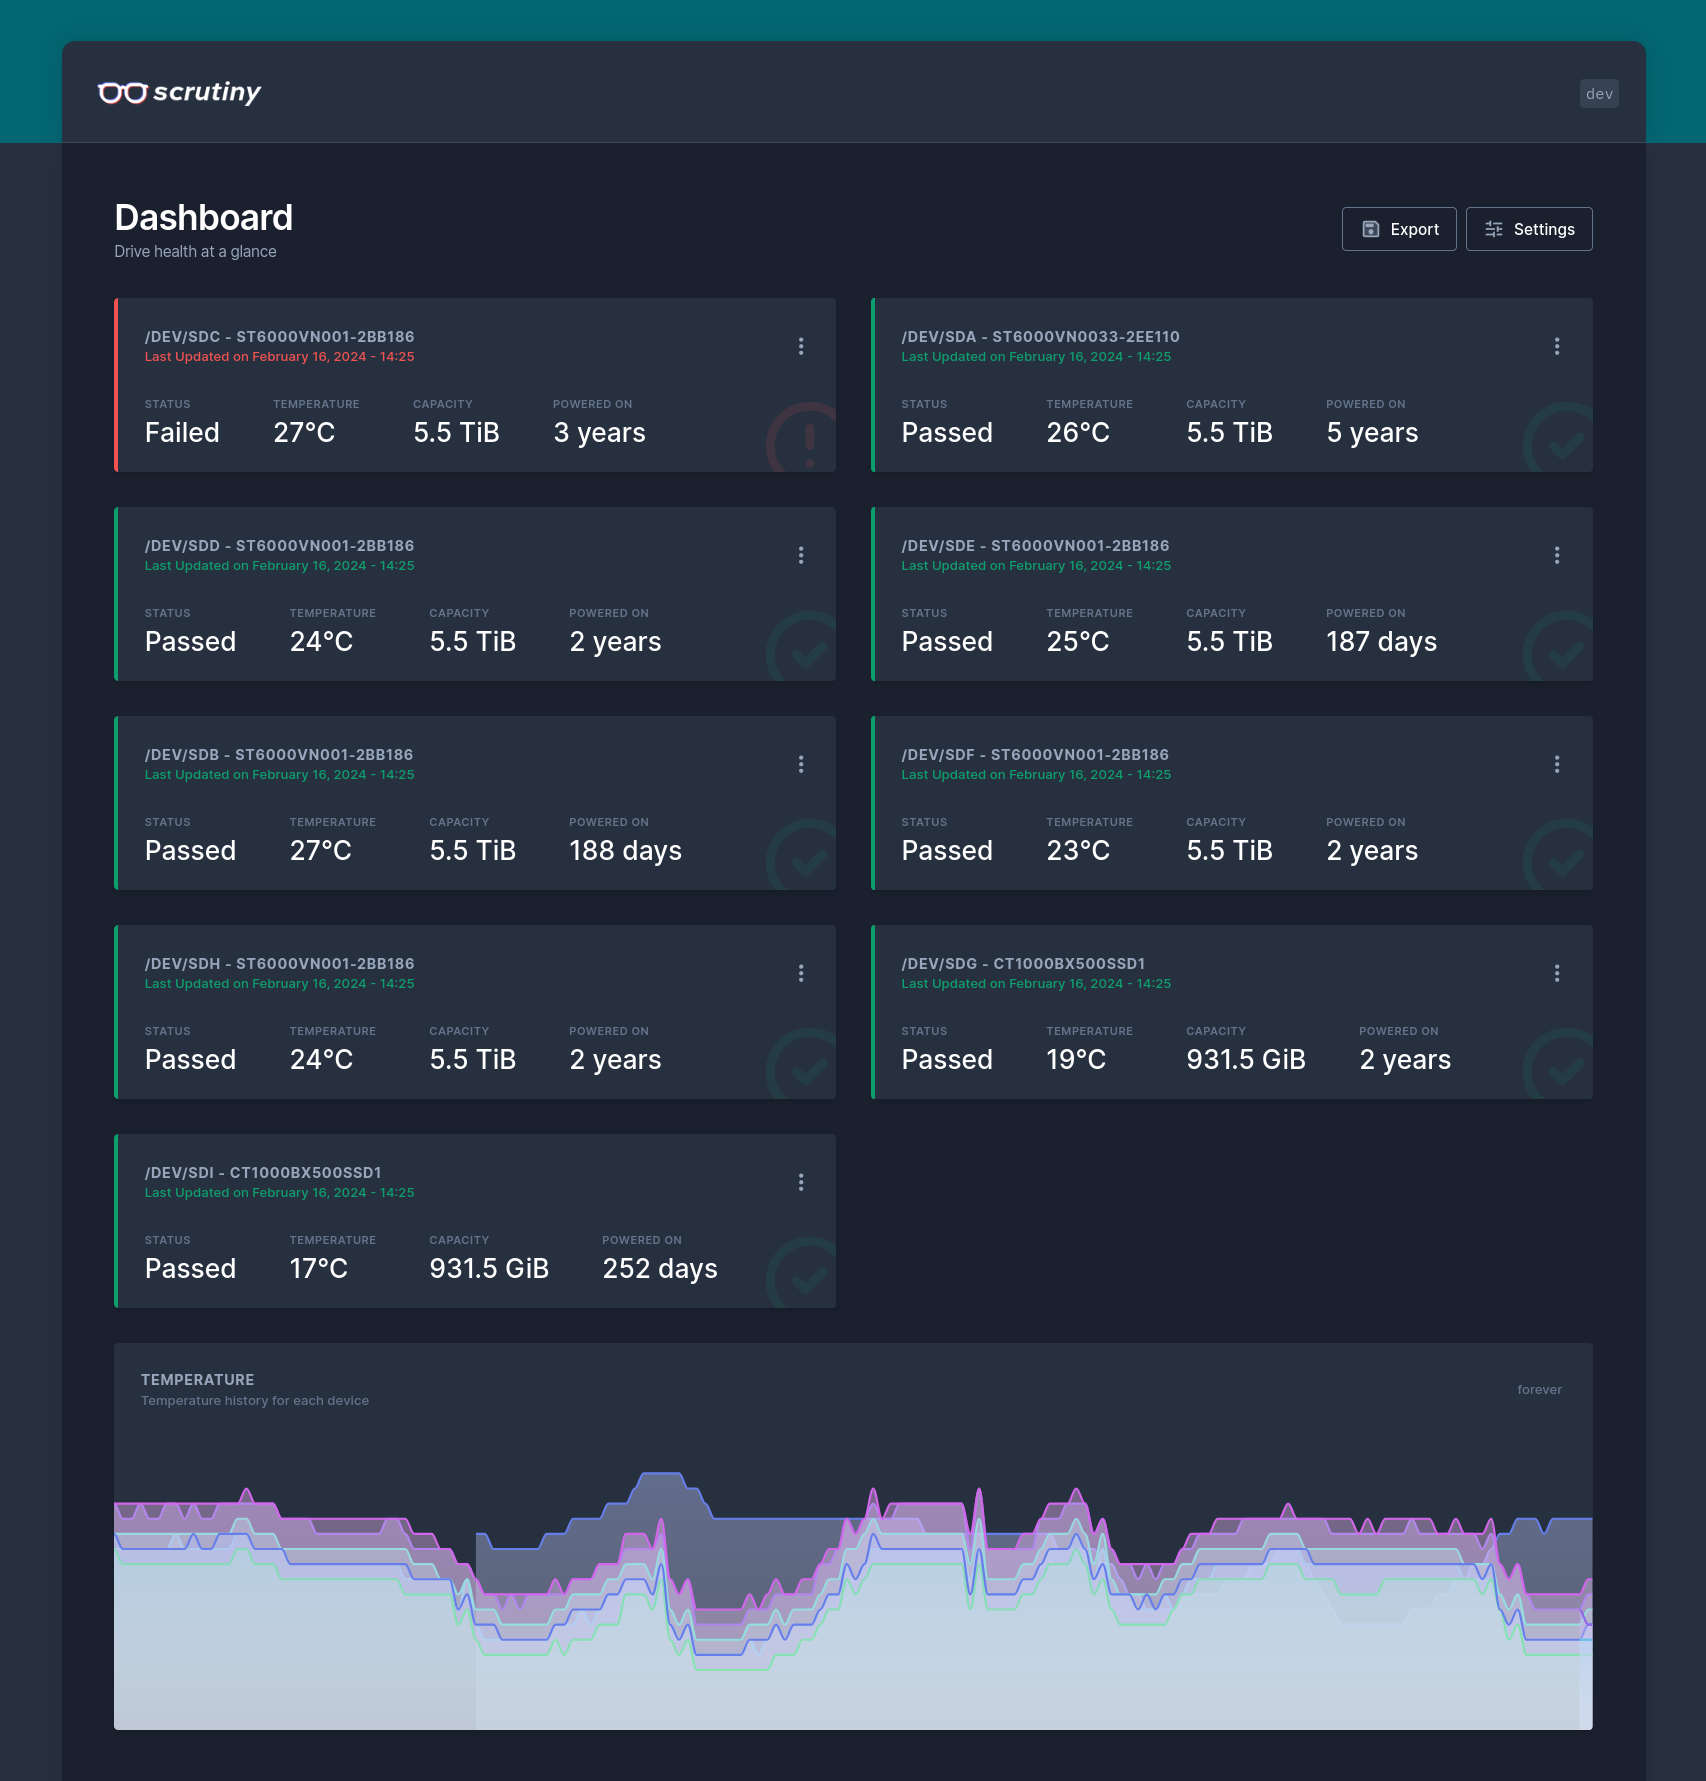 scrutiny
dev
Dashboard
Drive health at a glance
Export
Settings
/DEV/SDC - ST6000VN001-2BB186
Last Updated on February 16, 2024 - 14:25
STATUS TEMPERATURE CAPACITY POWERED ON
Failed 27°C 5.5 TiB 3 years
/DEV/SDA - ST6000VN0033-2EE110
Last Updated on February 16, 2024 - 14:25
STATUS TEMPERATURE CAPACITY POWERED ON
Passed 26°C 5.5 TiB 5 years
/DEV/SDD - ST6000VN001-2BB186
Last Updated on February 16, 2024 - 14:25
STATUS TEMPERATURE CAPACITY POWERED ON
Passed 24°C 5.5 TiB 2 years
/DEV/SDE - ST6000VN001-2BB186
Last Updated on February 16, 2024 - 14:25
STATUS TEMPERATURE CAPACITY POWERED ON
Passed 25°C 5.5 TiB 187 days
/DEV/SDB - ST6000VN001-2BB186
Last Updated on February 16, 2024 - 14:25
STATUS TEMPERATURE CAPACITY POWERED ON
Passed 27°C 5.5 TiB 188 days
/DEV/SDF - ST6000VN001-2BB186
Last Updated on February 16, 2024 - 14:25
STATUS TEMPERATURE CAPACITY POWERED ON
Passed 23°C 5.5 TiB 2 years
/DEV/SDH - ST6000VN001-2BB186
Last Updated on February 16, 2024 - 14:25
STATUS TEMPERATURE CAPACITY POWERED ON
Passed 24°C 5.5 TiB 2 years
/DEV/SDG - CT1000BX500SSD1
Last Updated on February 16, 2024 - 14:25
STATUS TEMPERATURE CAPACITY POWERED ON
Passed 19°C 931.5 GiB 2 years
/DEV/SDI - CT1000BX500SSD1
Last Updated on February 16, 2024 - 14:25
STATUS TEMPERATURE CAPACITY POWERED ON
Passed 17°C 931.5 GiB 252 days
TEMPERATURE
Temperature history for each device
forever